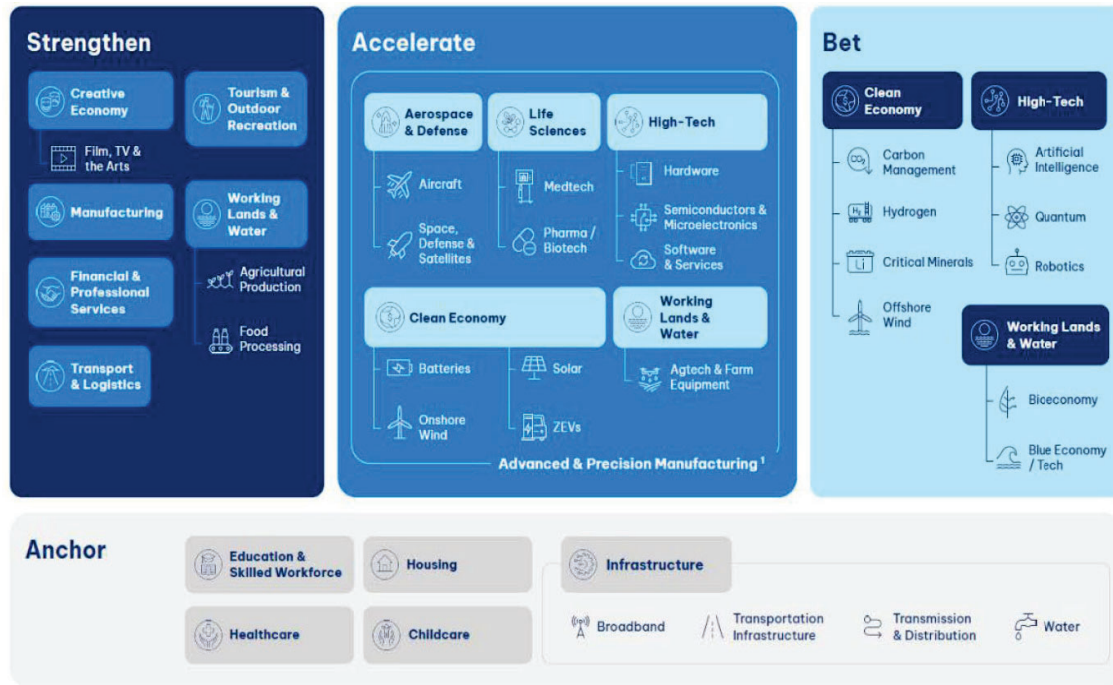 Strengthen
Creative
Economy
Film, TV &
the Arts
Manufacturing
Financial &
Professional
Services
Transport
& Logistics
Tourism &
Outdoor
Recreation
Working
Lands &
Water
Agricultural
Production
Food
Processing
Accelerate
Aerospace
& Defense
Aircraft
Space,
Defense &
Satellites
Life
Sciences
Medtech
Pharma /
Biotech
High-Tech
Hardware
Semiconductors &
Microelectronics
Software
& Services
Clean Economy
Batteries
Onshore
Wind
Solar
ZEVs
Working
Lands &
Water
Agtech & Farm
Equipment
Advanced & Precision Manufacturing ¹
Bet
Clean
Economy
CO₂
Carbon
Management
H₂
Hydrogen
Li
Critical Minerals
Offshore
Wind
High-Tech
Artificial
Intelligence
Quantum
Robotics
Working Lands
& Water
Bioeconomy
Blue Economy
/ Tech
Anchor
Education &
Skilled Workforce
Healthcare
Housing
Childcare
Infrastructure
Broadband
Transportation
Infrastructure
Transmission
& Distribution
Water